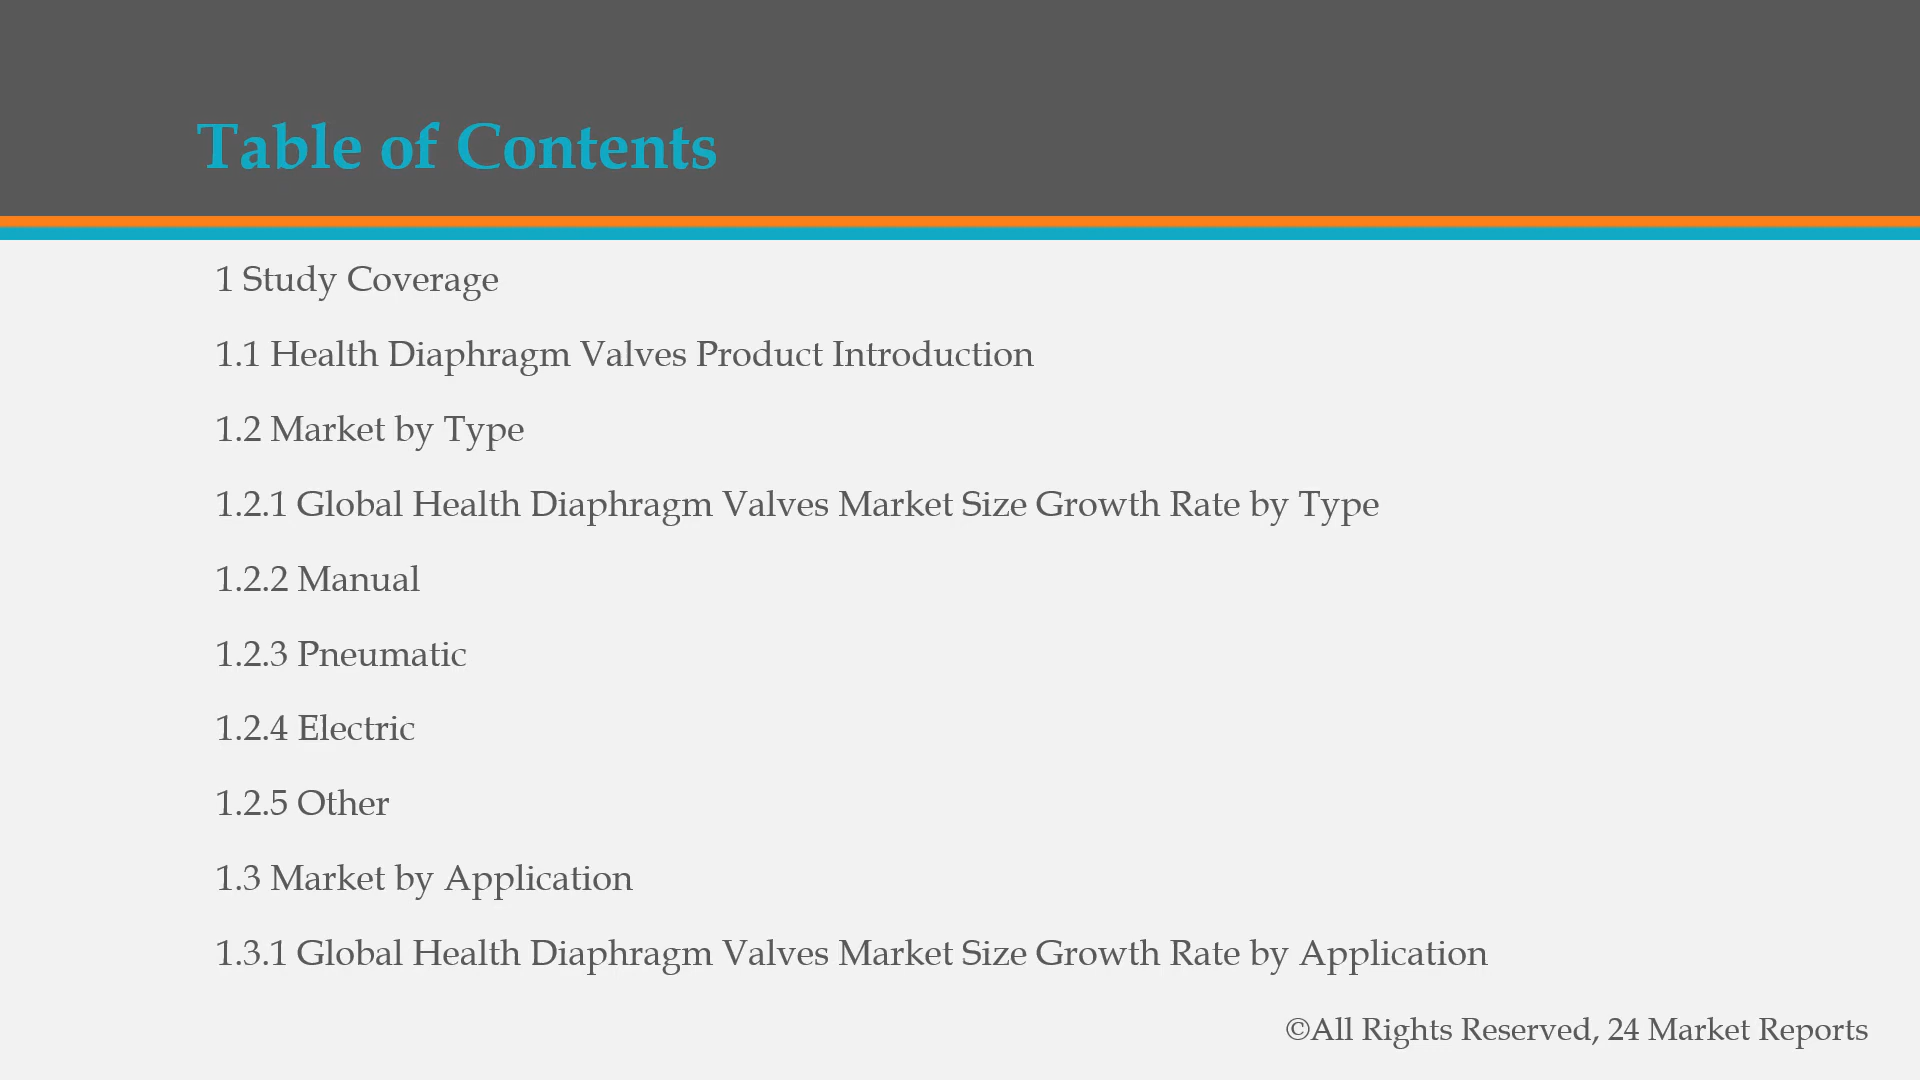 Table of Contents
1 Study Coverage
1.1 Health Diaphragm Valves Product Introduction
1.2 Market by Type
1.2.1 Global Health Diaphragm Valves Market Size Growth Rate by Type
1.2.2 Manual
1.2.3 Pneumatic
1.2.4 Electric
1.2.5 Other
1.3 Market by Application
1.3.1 Global Health Diaphragm Valves Market Size Growth Rate by Application
©All Rights Reserved, 24 Market Reports